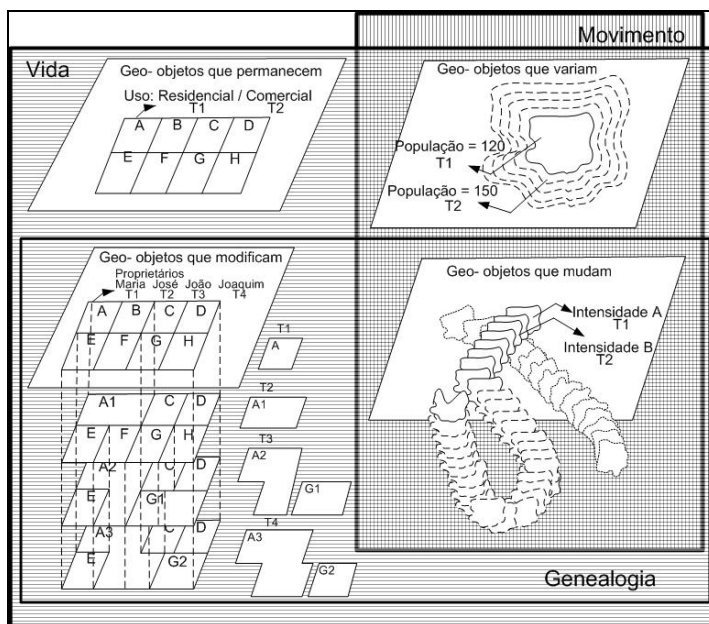 Movimento
Vida
Geo- objetos que permanecem
Uso: Residencial / Comercial
T1 T2
A B C D
E F G H
Geo- objetos que variam
População = 120
T1
População = 150
T2
Geo- objetos que modificam
Proprietários
Maria José João Joaquim
T1 T2 T3 T4
A B C D
E F G H
A1 C D
E F G H
A2 C D
E G1
A3 C D
E G2
T1
A
T2
A1
T3
A2
G1
T4
A3
G2
Geo- objetos que mudam
Intensidade A
T1
Intensidade B
T2
Genealogia